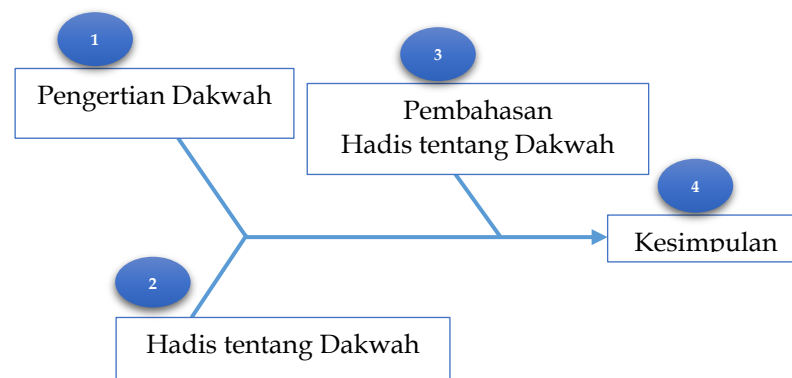 1
Pengertian Dakwah
3
Pembahasan
Hadis tentang Dakwah
4
Kesimpulan
2
Hadis tentang Dakwah